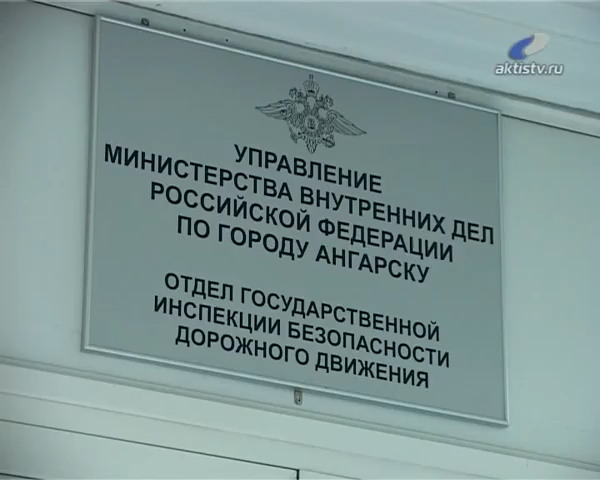 aktistv.ru
УПРАВЛЕНИЕ
МИНИСТЕРСТВА ВНУТРЕННИХ ДЕЛ
РОССИЙСКОЙ ФЕДЕРАЦИИ
ПО ГОРОДУ АНГАРСКУ
ОТДЕЛ ГОСУДАРСТВЕННОЙ
ИНСПЕКЦИИ БЕЗОПАСНОСТИ
ДОРОЖНОГО ДВИЖЕНИЯ